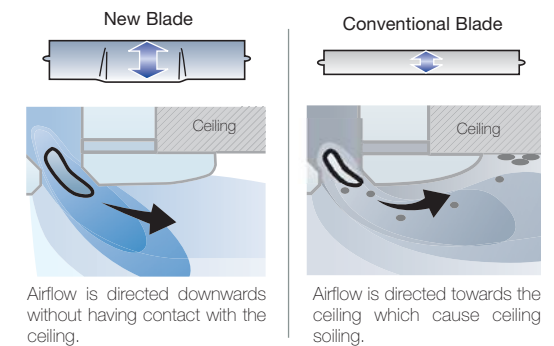 New Blade
Ceiling
Airflow is directed downwards
without having contact with the
ceiling.
Conventional Blade
Ceiling
Airflow is directed towards the
ceiling which cause ceiling
soiling.